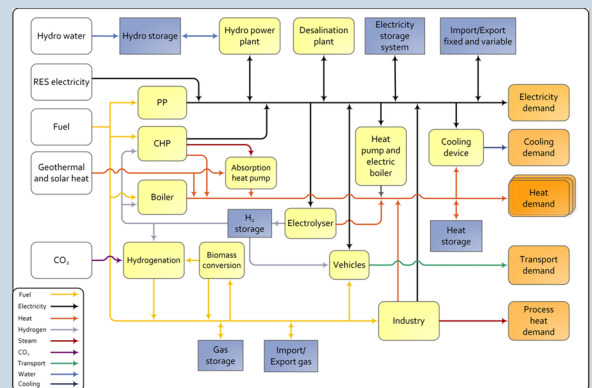 Hydro water
Hydro storage
Hydro power
plant
Desalination
plant
Electricity
storage
system
Import/Export
fixed and variable
RES electricity
PP
Electricity
demand
Fuel
CHP
Heat
pump and
electric
boiler
Cooling
device
Cooling
demand
Geothermal
and solar heat
Absorption
heat pump
Boiler
Heat
demand
H₂
storage
Electrolyser
Heat
storage
CO₂
Hydrogenation
Biomass
conversion
Vehicles
Transport
demand
Fuel
Electricity
Heat
Hydrogen
Steam
CO₂
Transport
Water
Cooling
Industry
Process
heat
demand
Gas
storage
Import/
Export gas